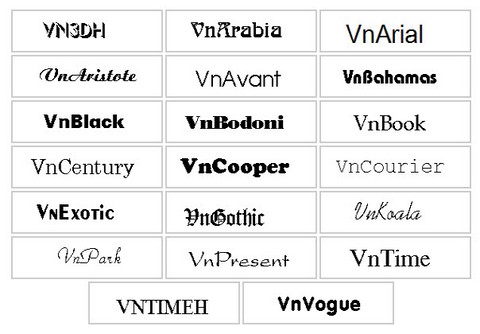 VN3DH VnArabia VnArial
VnAristote VnAvant VnBahamas
VnBlack VnBodoni VnBook
VnCentury VnCooper VnCourier
VnExotic VnGothic VnKoala
VnPark VnPresent VnTime
VNTIMEH VnVogue